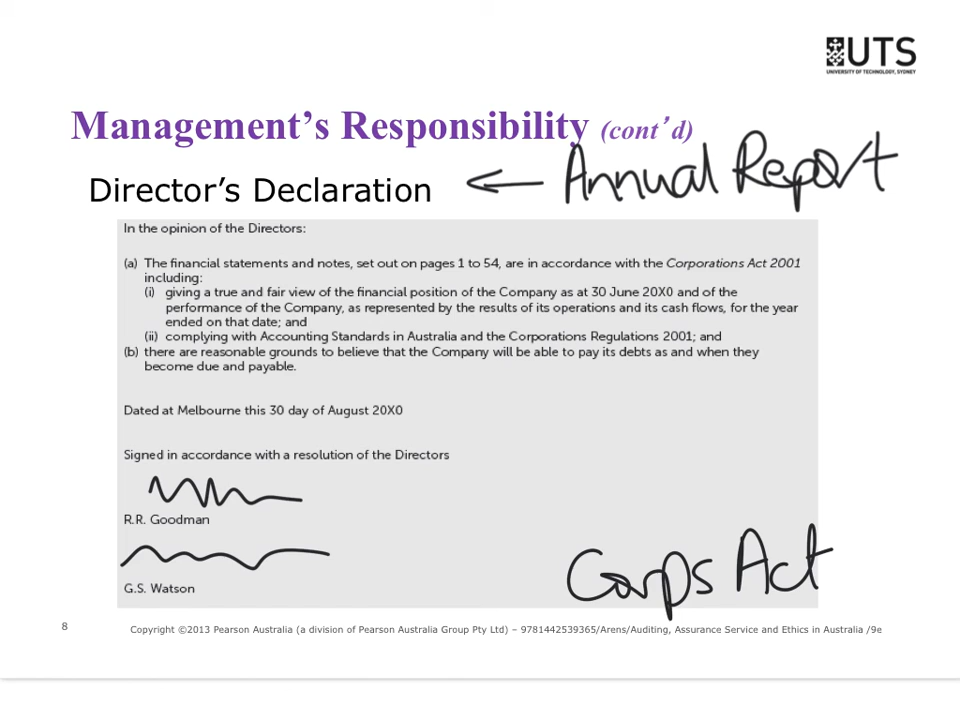 UTS
UNIVERSITY OF TECHNOLOGY, SYDNEY
Management’s Responsibility (cont’d)
Director’s Declaration ← Annual Report
In the opinion of the Directors:
(a) The financial statements and notes, set out on pages 1 to 54, are in accordance with the Corporations Act 2001
including:
(i) giving a true and fair view of the financial position of the Company as at 30 June 20X0 and of the
performance of the Company, as represented by the results of its operations and its cash flows, for the year
ended on that date; and
(ii) complying with Accounting Standards in Australia and the Corporations Regulations 2001; and
(b) there are reasonable grounds to believe that the Company will be able to pay its debts as and when they
become due and payable.
Dated at Melbourne this 30 day of August 20X0
Signed in accordance with a resolution of the Directors
R.R. Goodman
G.S. Watson
Corps Act
8
Copyright ©2013 Pearson Australia (a division of Pearson Australia Group Pty Ltd) – 9781442539365/Arens/Auditing, Assurance Service and Ethics in Australia /9e